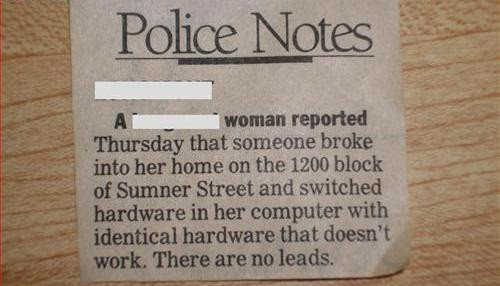 Police Notes
A woman reported
Thursday that someone broke
into her home on the 1200 block
of Sumner Street and switched
hardware in her computer with
identical hardware that doesn't
work. There are no leads.